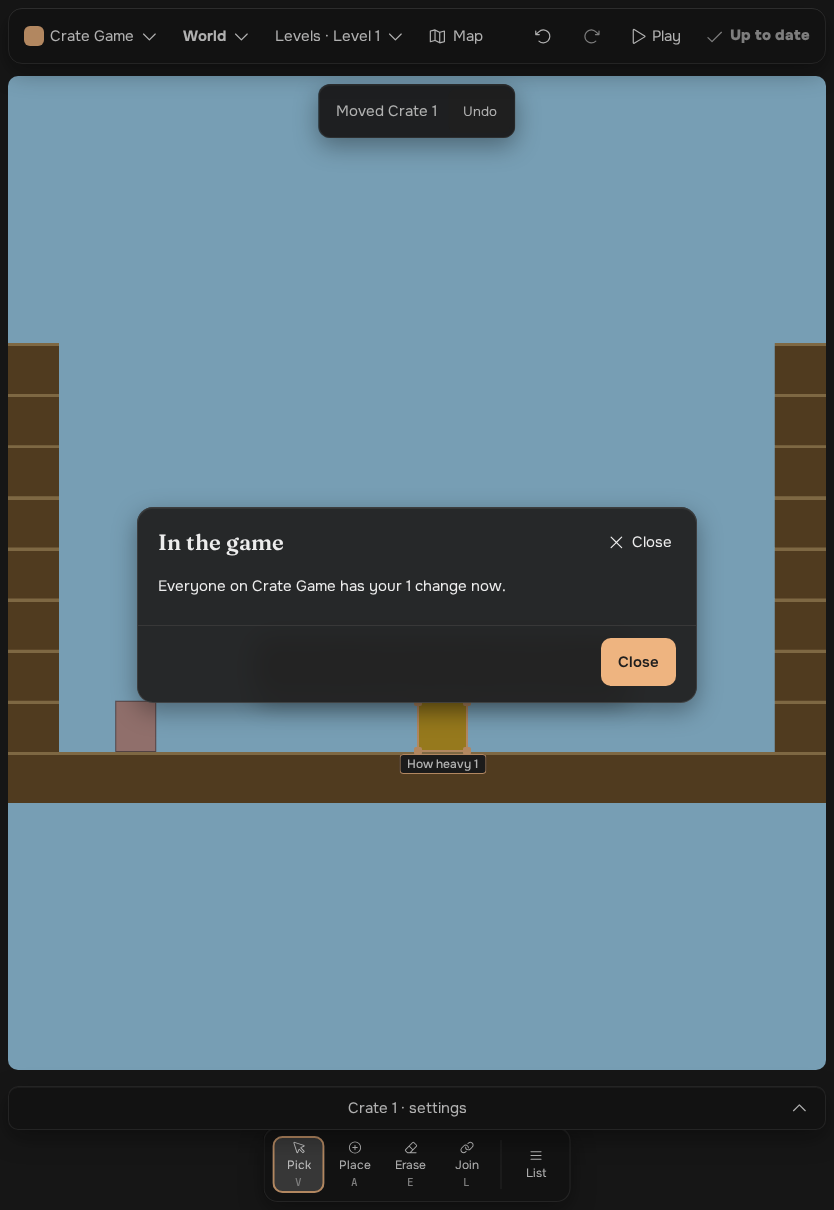 Crate Game
World
Levels · Level 1
Map
Play
Up to date
Moved Crate 1
Undo
In the game
Close
Everyone on Crate Game has your 1 change now.
Close
How heavy 1
Crate 1 · settings
Pick
Place
Erase
Join
List
V
A
E
L